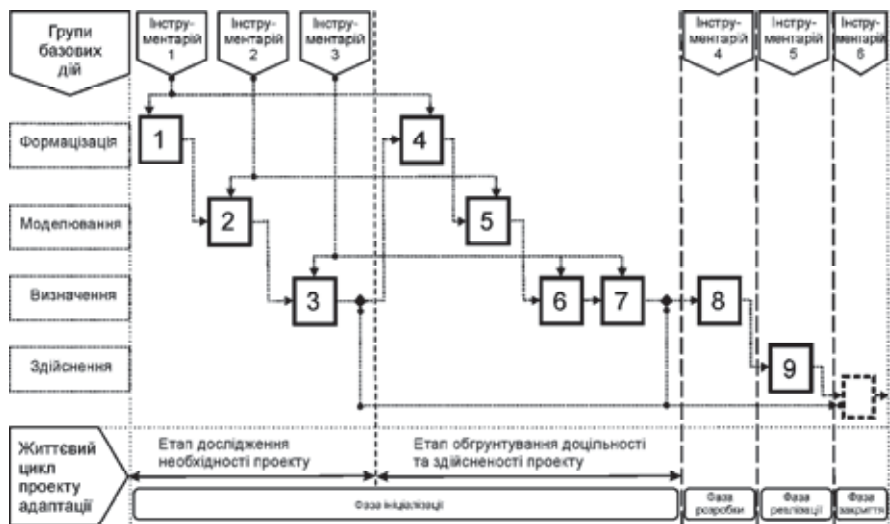 Групи
базових
дій
Інстру-
ментарій
1
Інстру-
ментарій
2
Інстру-
ментарій
3
Інстру-
ментарій
4
Інстру-
ментарій
5
Інстру-
ментарій
6
Формацізація
1
4
Моделювання
2
5
Визначення
3
6
7
8
Здійснення
9
Життєвий
цикл
проекту
адаптації
Етап дослідження
необхідності проекту
Етап обгрунтування доцільності
та здійсненості проекту
Фаза ініціалізації
Фаза
розробки
Фаза
реалізації
Фаза
закриття